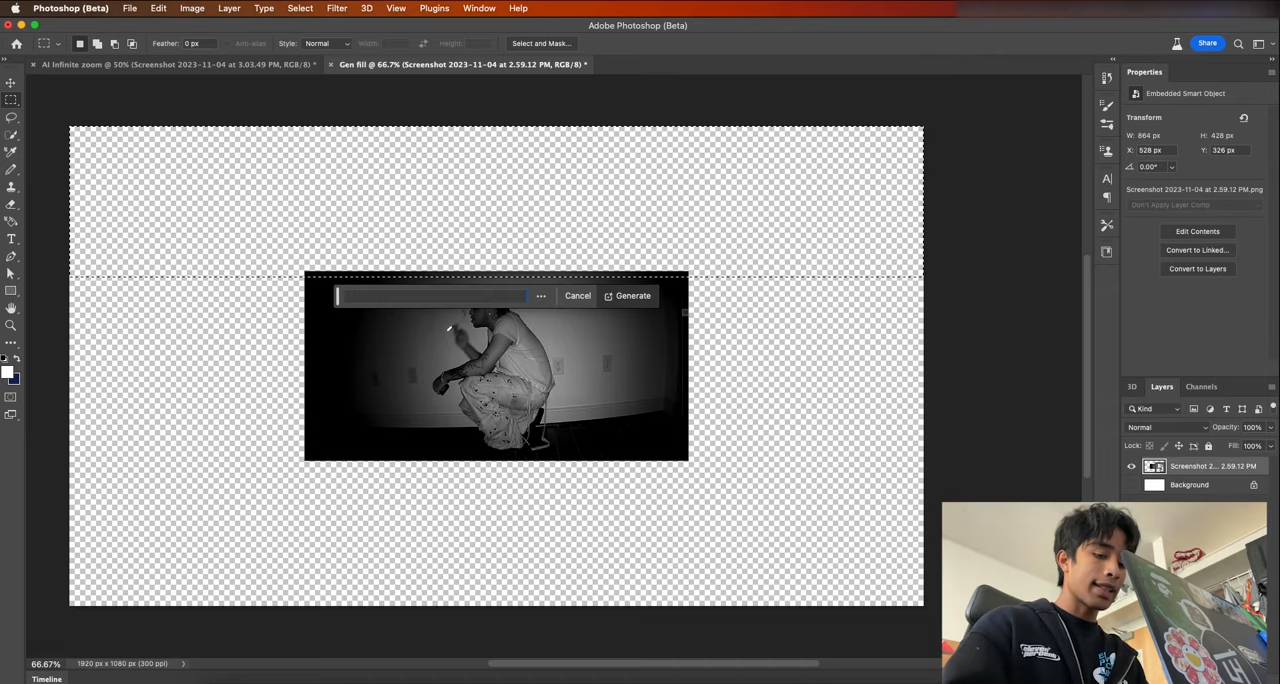 Photoshop (Beta) File Edit Image Layer Type Select Filter 3D View Plugins Window Help
Adobe Photoshop (Beta)
Feather: 0 px Anti-alias Style: Normal Width: Height: Select and Mask... Share
AI Infinite zoom @ 50% (Screenshot 2023-11-04 at 3.03.49 PM, RGB/8) * Gen fill @ 66.7% (Screenshot 2023-11-04 at 2.59.12 PM, RGB/8) *
Properties
Embedded Smart Object
Transform
W: 864 px H: 428 px
X: 528 px Y: 326 px
0.00°
Screenshot 2023-11-04 at 2.59.12 PM.png
Don't Apply Layer Comp
Edit Contents
Convert to Linked...
Convert to Layers
Cancel Generate
3D Layers Channels
Kind
Normal Opacity: 100%
Lock: Fill: 100%
Screenshot 2... 2.59.12 PM
Background
66.67% 1920 px x 1080 px (300 ppi)
Timeline